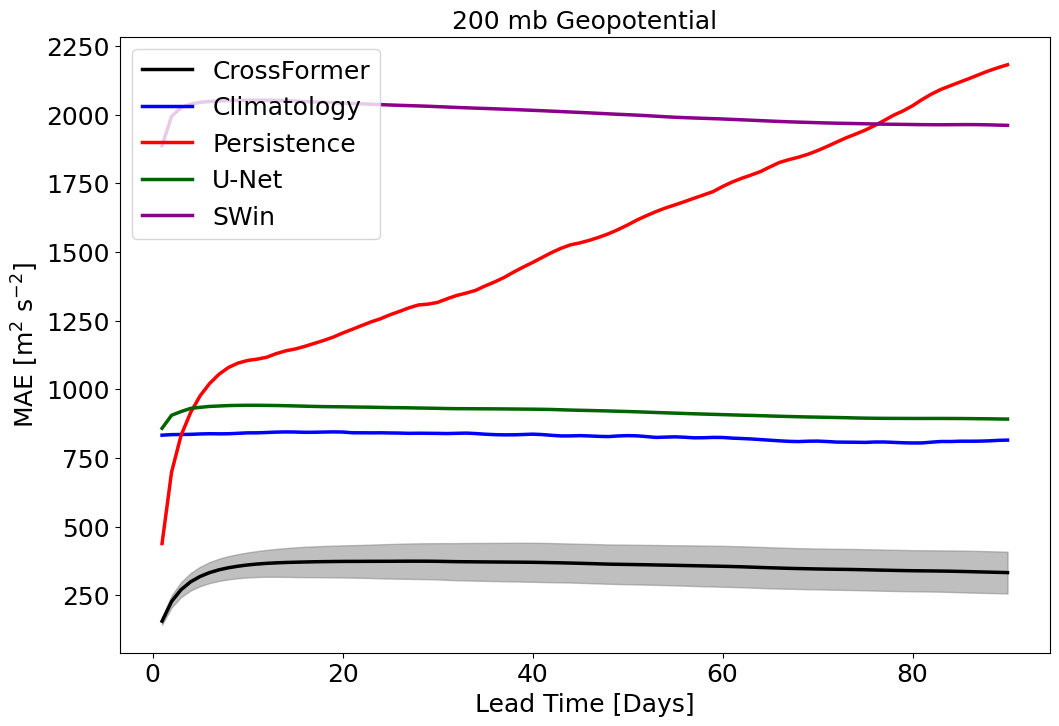 200 mb Geopotential
2250
2000
1750
1500
1250
1000
750
500
250
MAE [m² s⁻²]
CrossFormer
Climatology
Persistence
U-Net
SWin
0 20 40 60 80
Lead Time [Days]